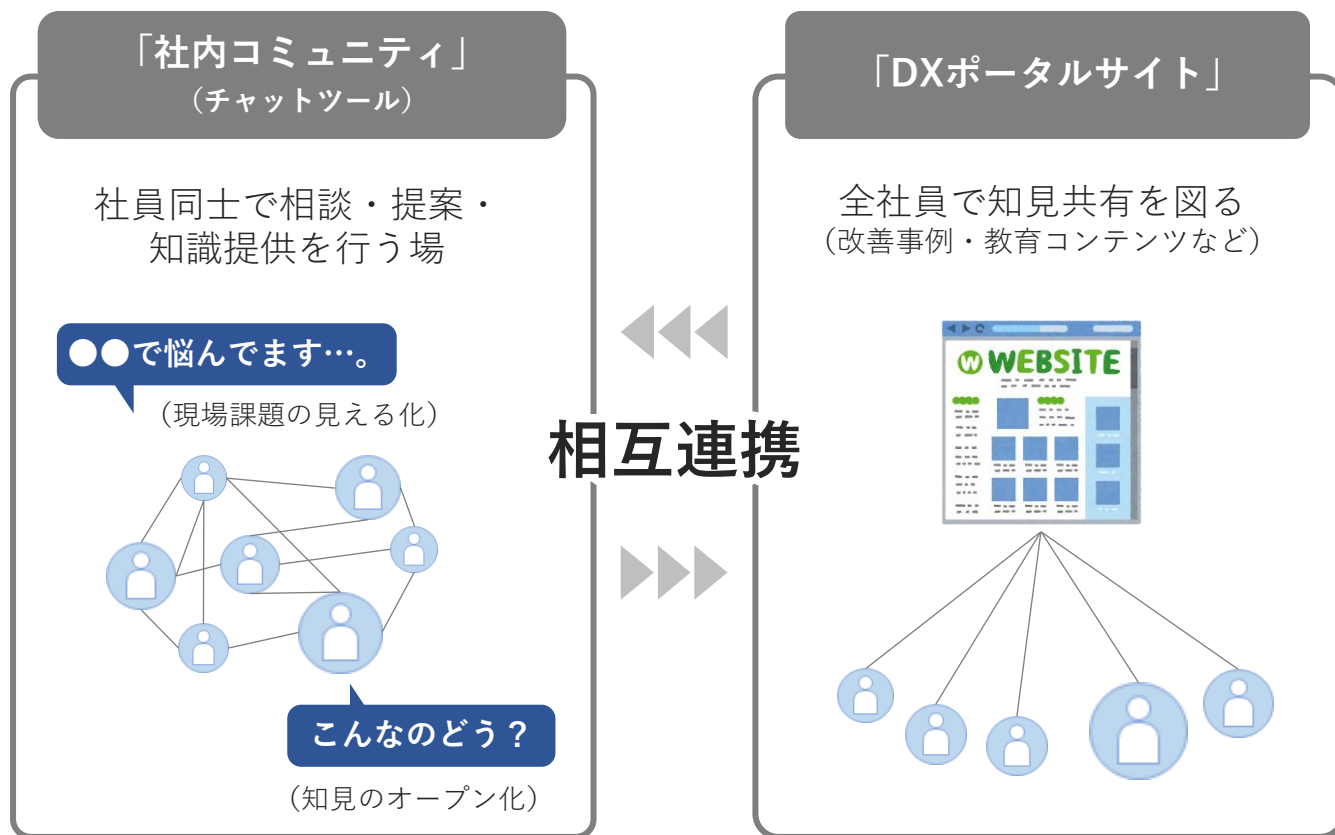 「社内コミュニティ」
（チャットツール）
社員同士で相談・提案・
知識提供を行う場
●●で悩んでます…。
（現場課題の見える化）
こんなのどう？
（知見のオープン化）
相互連携
「DXポータルサイト」
全社員で知見共有を図る
（改善事例・教育コンテンツなど）
W WEBSITE